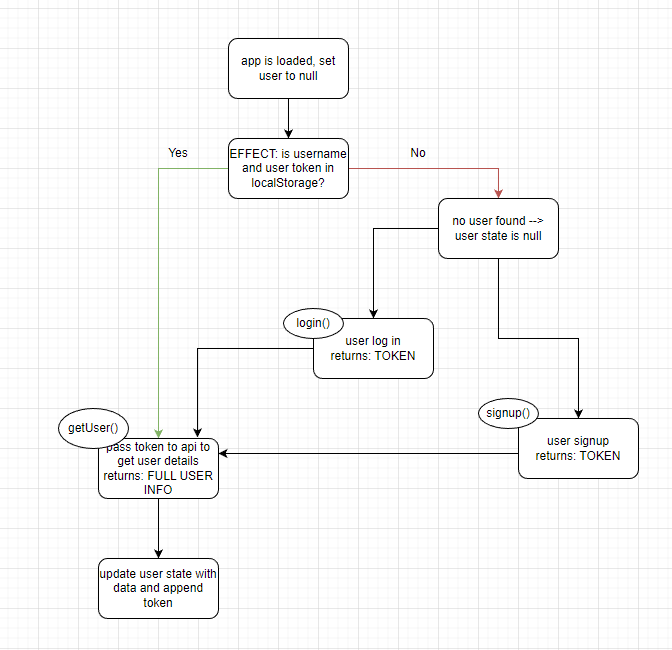 app is loaded, set
user to null
Yes
EFFECT: is username
and user token in
localStorage?
No
no user found -->
user state is null
login()
user log in
returns: TOKEN
signup()
user signup
returns: TOKEN
getUser()
pass token to api to
get user details
returns: FULL USER
INFO
update user state with
data and append
token